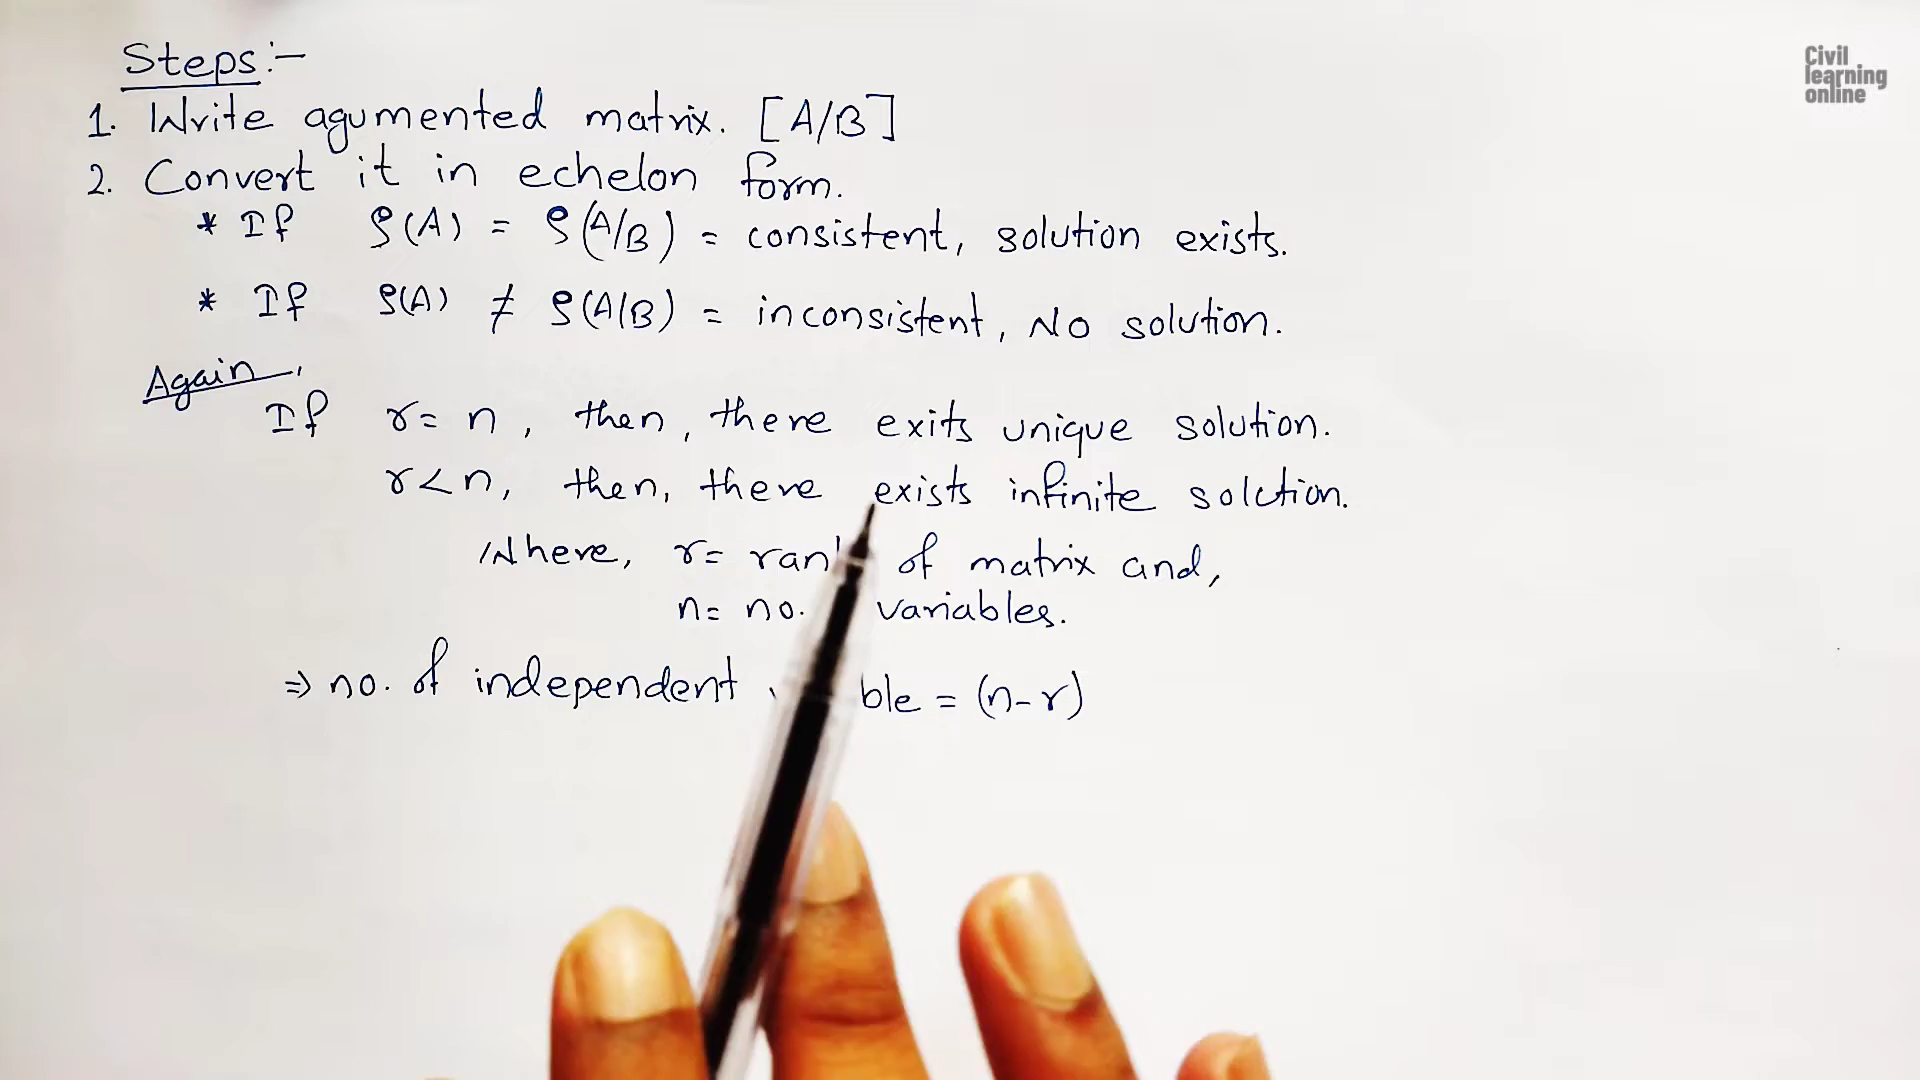 Steps:-
1. Write agumented matrix. [A/B]
2. Convert it in echelon form.
* If ρ(A) = ρ(A/B) = consistent, solution exists.
* If ρ(A) ≠ ρ(A/B) = inconsistent, No solution.
Again,
If r= n, then, there exits unique solution.
r<n, then, there exists infinite solution.
Where, r= of matrix and,
n= no. variables.
⇒ no. of independent = (n-r)
Civil
learning
online